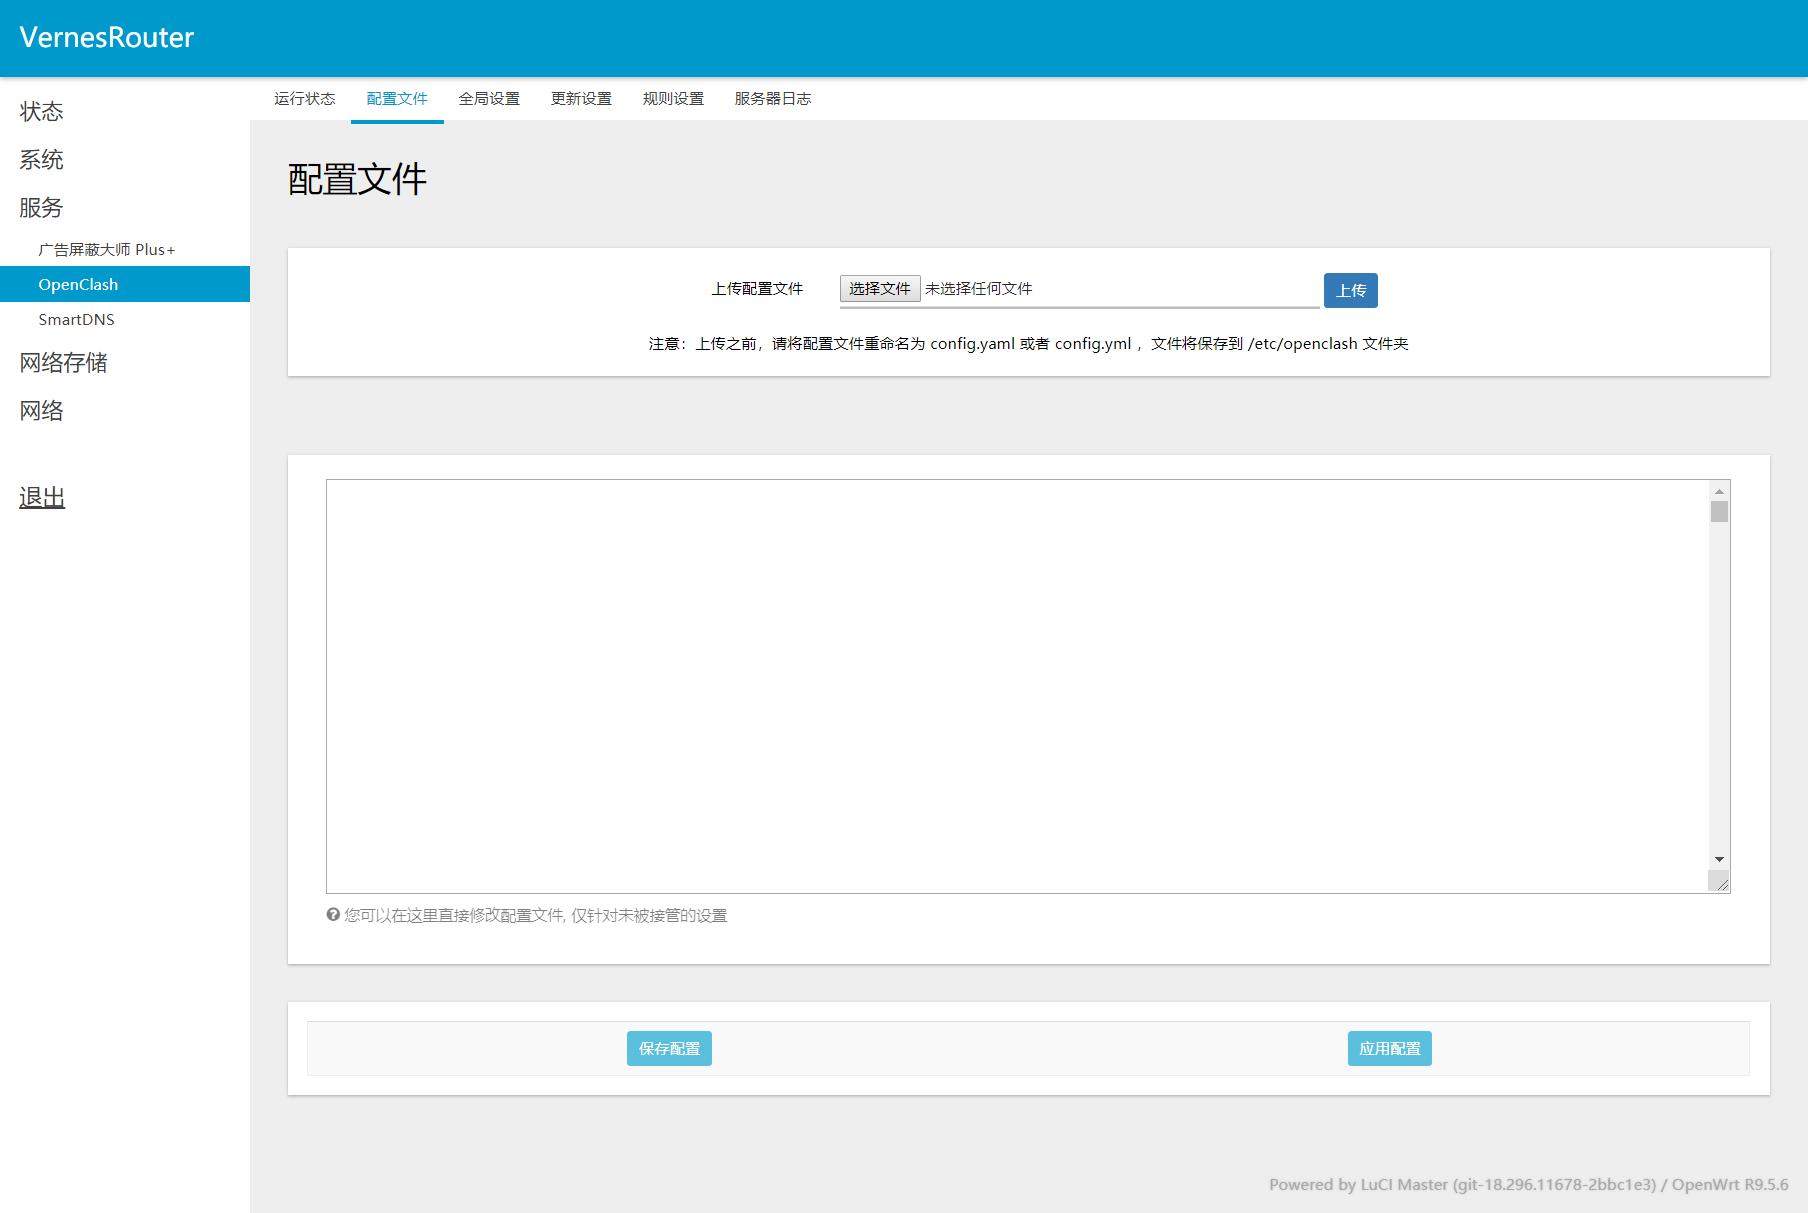 VernesRouter
状态
系统
服务
广告屏蔽大师 Plus+
OpenClash
SmartDNS
网络存储
网络
退出
运行状态 配置文件 全局设置 更新设置 规则设置 服务器日志
配置文件
上传配置文件 选择文件 未选择任何文件 上传
注意：上传之前，请将配置文件重命名为 config.yaml 或者 config.yml ，文件将保存到 /etc/openclash 文件夹
您可以在这里直接修改配置文件, 仅针对未被接管的设置
保存配置 应用配置
Powered by LuCI Master (git-18.296.11678-2bbc1e3) / OpenWrt R9.5.6